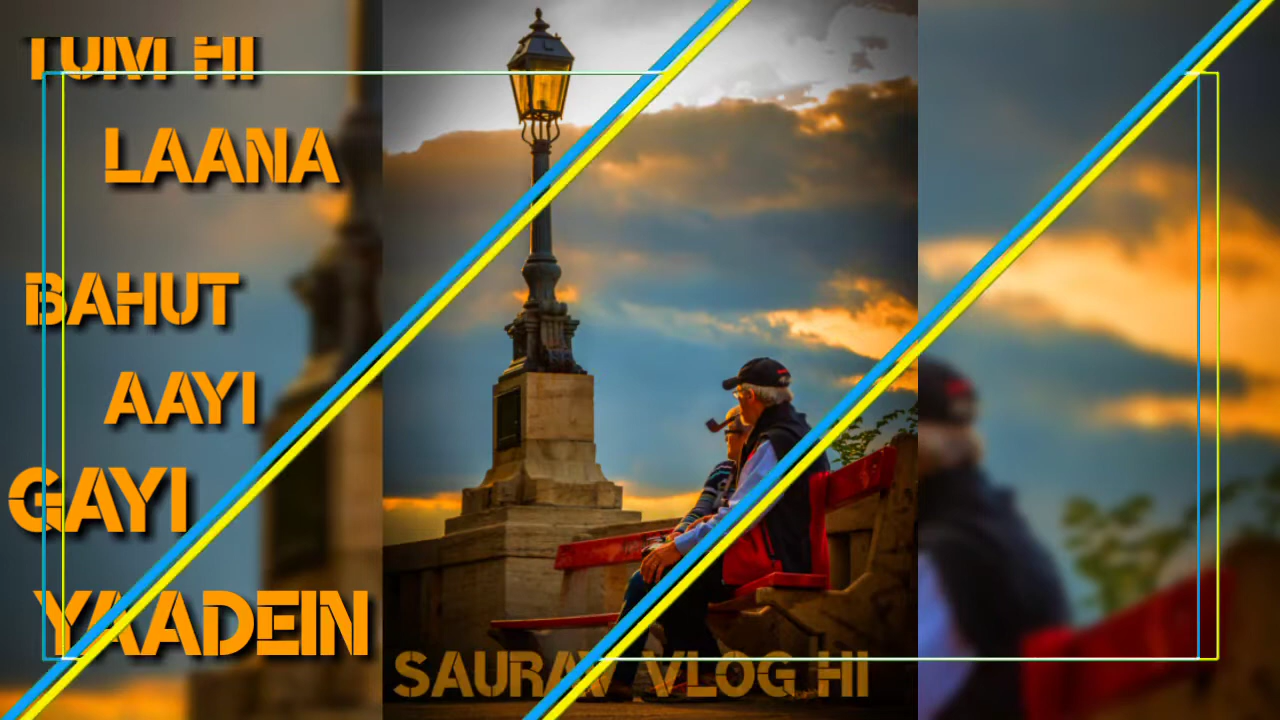 TUM HI
LAANA
BAHUT
AAYI
GAYI
YAADEIN
SAURAV VLOG HI